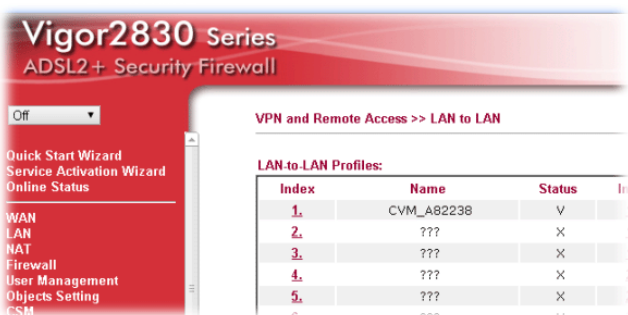 Vigor2830 Series
ADSL2+ Security Firewall
Off
VPN and Remote Access >> LAN to LAN
Quick Start Wizard
Service Activation Wizard
Online Status
WAN
LAN
NAT
Firewall
User Management
Objects Setting
CSM
LAN-to-LAN Profiles:
Index Name Status
1. CVM_A82238 V
2. ??? X
3. ??? X
4. ??? X
5. ??? X